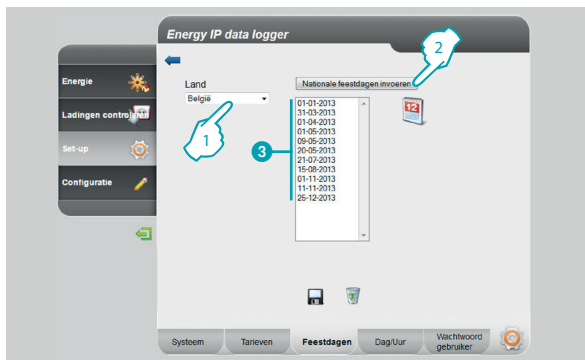 Energy IP data logger
2
Energie
Ladingen controleren
Set-up
Configuratie
Land
België
1
Nationale feestdagen invoeren
3
01-01-2013
31-03-2013
01-04-2013
01-05-2013
09-05-2013
20-05-2013
21-07-2013
15-08-2013
01-11-2013
11-11-2013
25-12-2013
12
Systeem
Tarieven
Feestdagen
Dag/Uur
Wachtwoord
gebruiker